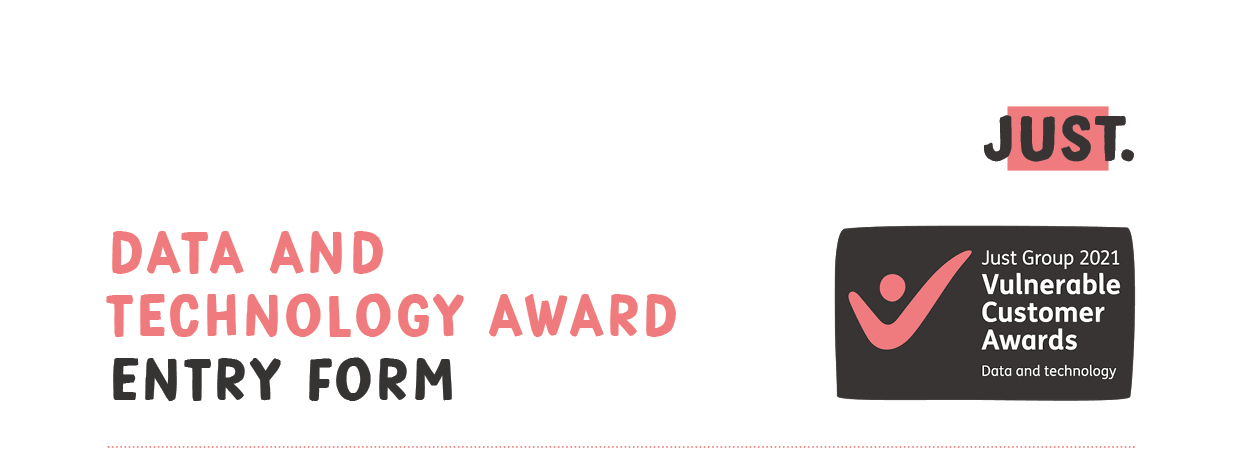 JUST.
DATA AND
TECHNOLOGY AWARD
ENTRY FORM
Just Group 2021
Vulnerable
Customer
Awards
Data and technology